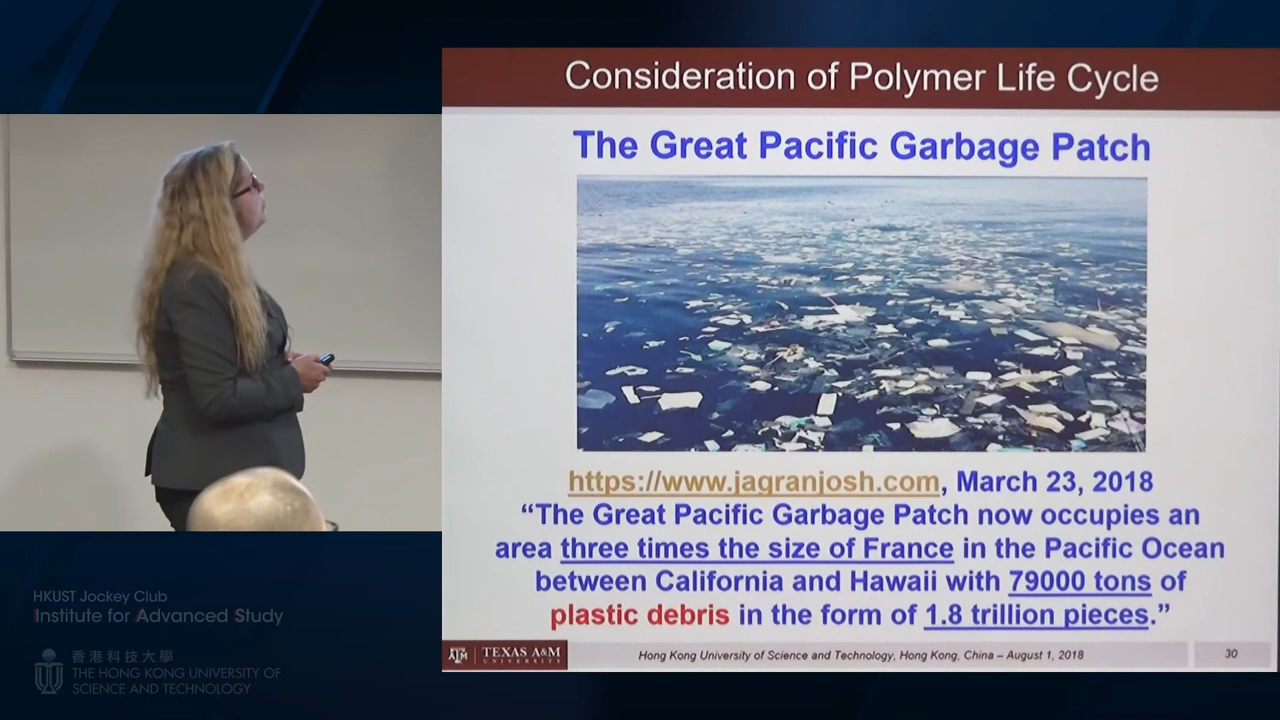 Consideration of Polymer Life Cycle
The Great Pacific Garbage Patch
https://www.jagranjosh.com, March 23, 2018
“The Great Pacific Garbage Patch now occupies an
area three times the size of France in the Pacific Ocean
between California and Hawaii with 79000 tons of
plastic debris in the form of 1.8 trillion pieces.”
ATM TEXAS A&M
UNIVERSITY
Hong Kong University of Science and Technology, Hong Kong, China – August 1, 2018
30
HKUST Jockey Club
Institute for Advanced Study
香港科技大學
THE HONG KONG UNIVERSITY OF
SCIENCE AND TECHNOLOGY